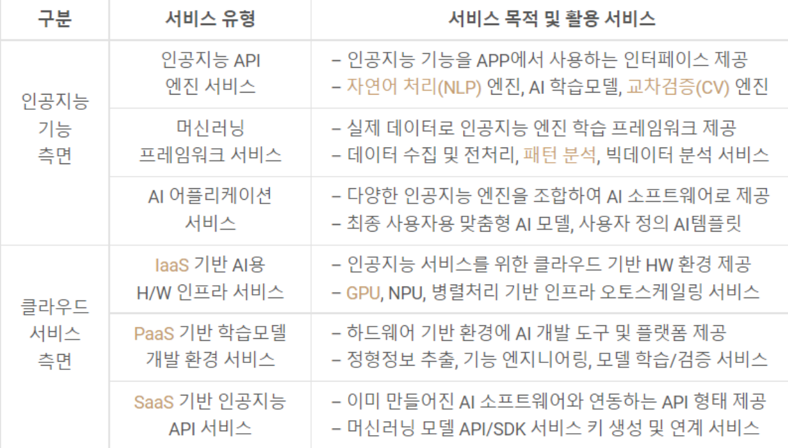 구분 서비스 유형 서비스 목적 및 활용 서비스
인공지능
기능
측면
인공지능 API
엔진 서비스
– 인공지능 기능을 APP에서 사용하는 인터페이스 제공
– 자연어 처리(NLP) 엔진, AI 학습모델, 교차검증(CV) 엔진
머신러닝
프레임워크 서비스
– 실제 데이터로 인공지능 엔진 학습 프레임워크 제공
– 데이터 수집 및 전처리, 패턴 분석, 빅데이터 분석 서비스
AI 어플리케이션
서비스
– 다양한 인공지능 엔진을 조합하여 AI 소프트웨어로 제공
– 최종 사용자용 맞춤형 AI 모델, 사용자 정의 AI템플릿
클라우드
서비스
측면
IaaS 기반 AI용
H/W 인프라 서비스
– 인공지능 서비스를 위한 클라우드 기반 HW 환경 제공
– GPU, NPU, 병렬처리 기반 인프라 오토스케일링 서비스
PaaS 기반 학습모델
개발 환경 서비스
– 하드웨어 기반 환경에 AI 개발 도구 및 플랫폼 제공
– 정형정보 추출, 기능 엔지니어링, 모델 학습/검증 서비스
SaaS 기반 인공지능
API 서비스
– 이미 만들어진 AI 소프트웨어와 연동하는 API 형태 제공
– 머신러닝 모델 API/SDK 서비스 키 생성 및 연계 서비스